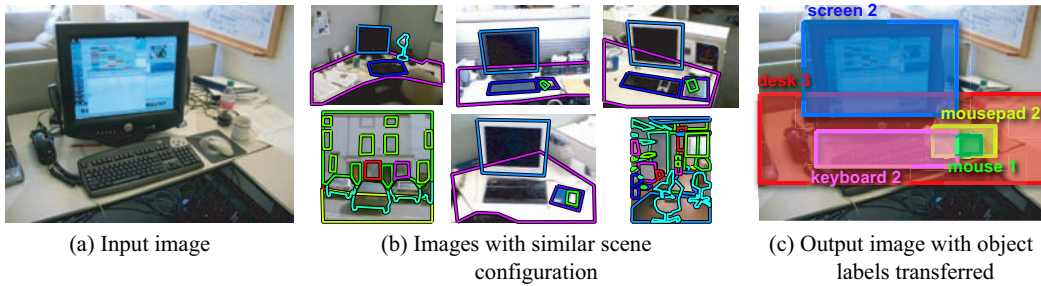 screen 2
desk 3
mousepad 2
mouse 1
keyboard 2
(a) Input image
(b) Images with similar scene
configuration
(c) Output image with object
labels transferred